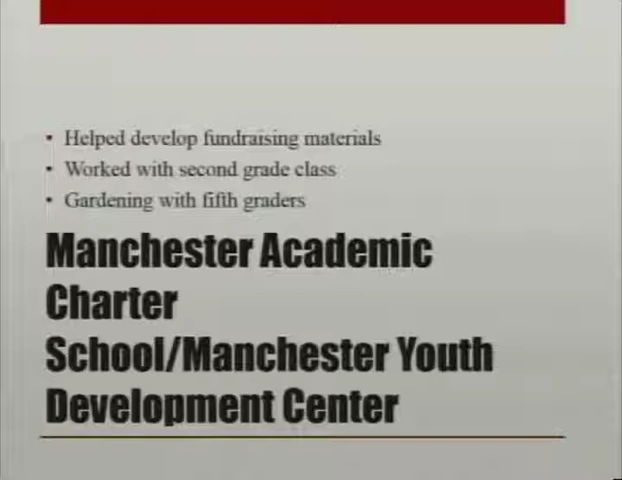 • Helped develop fundraising materials
• Worked with second grade class
• Gardening with fifth graders
Manchester Academic
Charter
School/Manchester Youth
Development Center